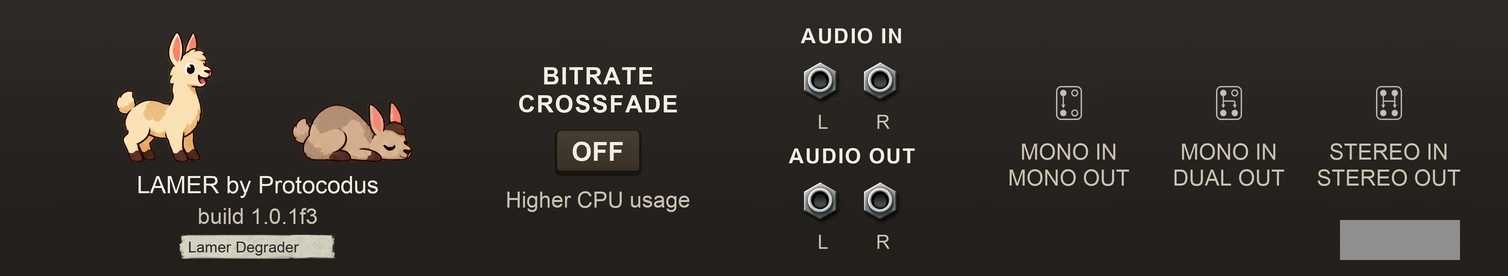 LAMER by Protocodus
build 1.0.1f3
Lamer Degrader
BITRATE
CROSSFADE
OFF
Higher CPU usage
AUDIO IN
L R
AUDIO OUT
L R
MONO IN
MONO OUT
MONO IN
DUAL OUT
STEREO IN
STEREO OUT